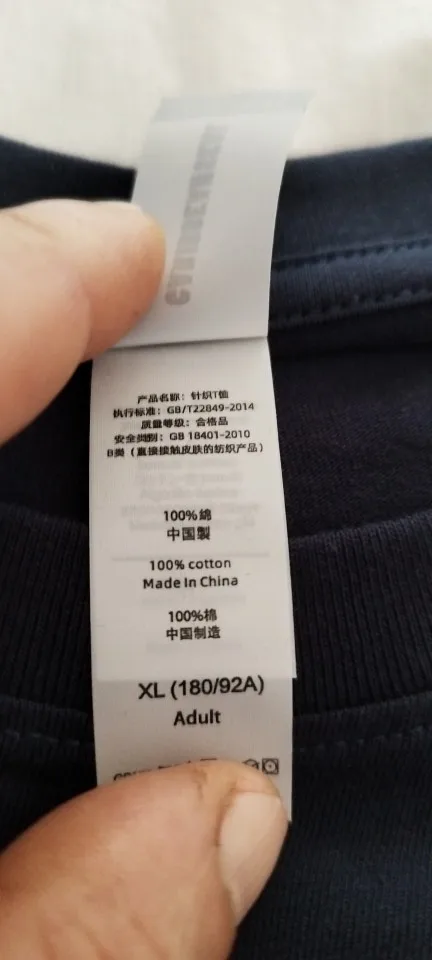 产品名称：针织T恤
执行标准：GB/T22849-2014
质量等级：合格品
安全类别：GB 18401-2010
B类（直接接触皮肤的纺织产品）
100%綿
中国製
100% cotton
Made In China
100%棉
中国制造
XL (180/92A)
Adult